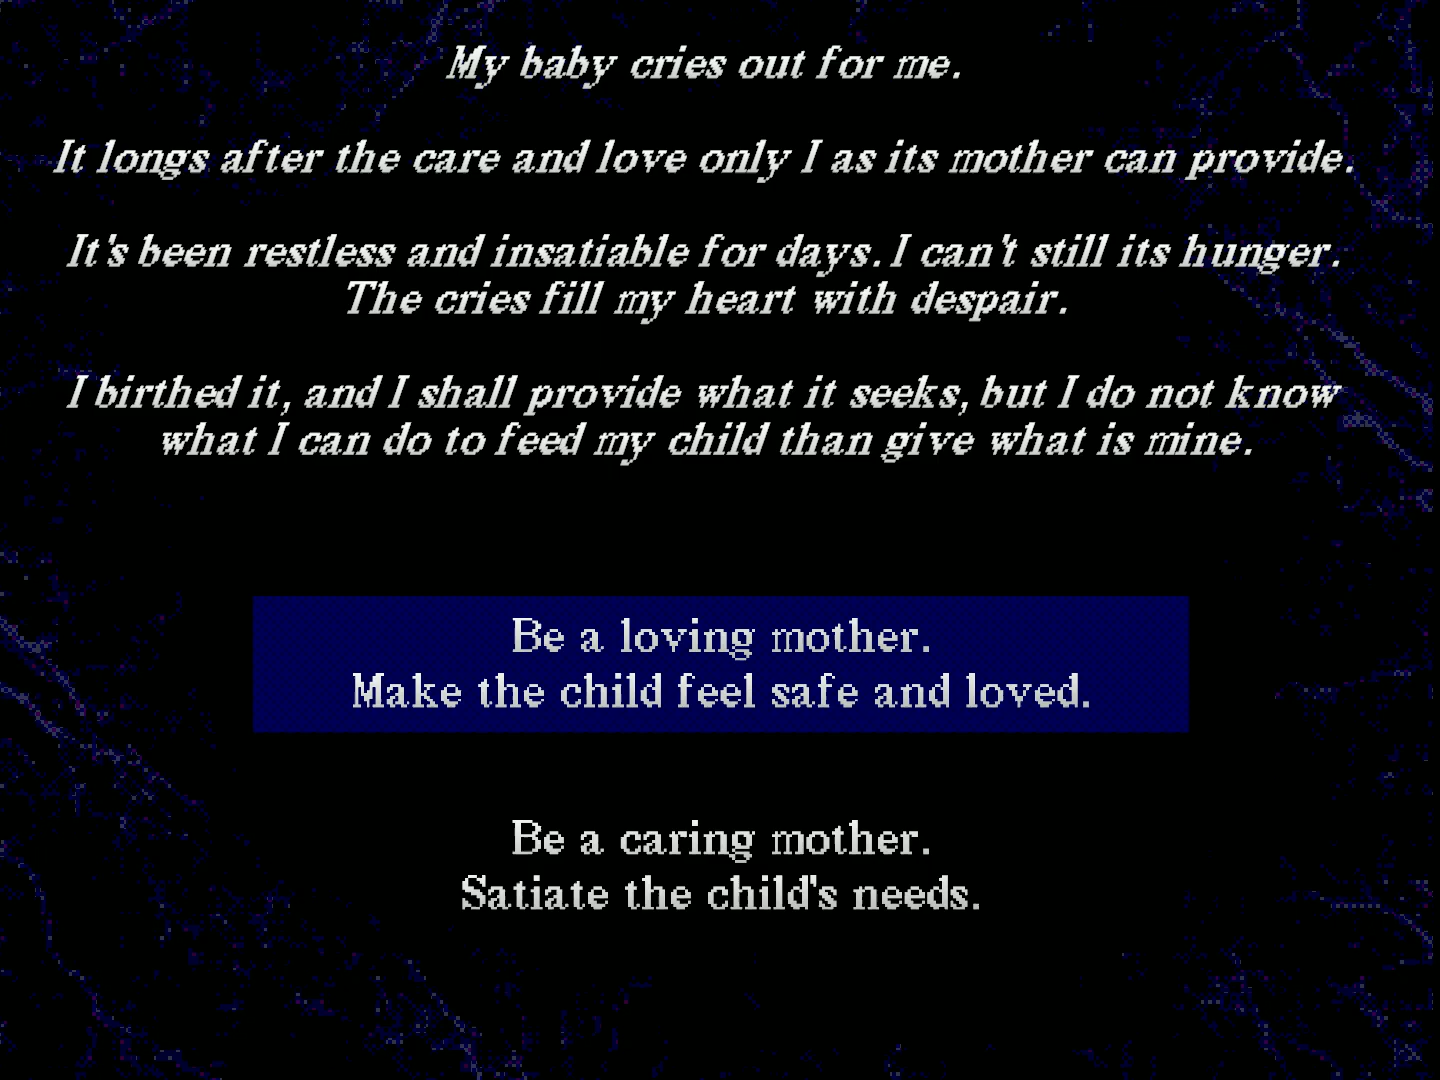 My baby cries out for me.
It longs after the care and love only I as its mother can provide.
It's been restless and insatiable for days. I can't still its hunger.
The cries fill my heart with despair.
I birthed it, and I shall provide what it seeks, but I do not know
what I can do to feed my child than give what is mine.
Be a loving mother.
Make the child feel safe and loved.
Be a caring mother.
Satiate the child's needs.